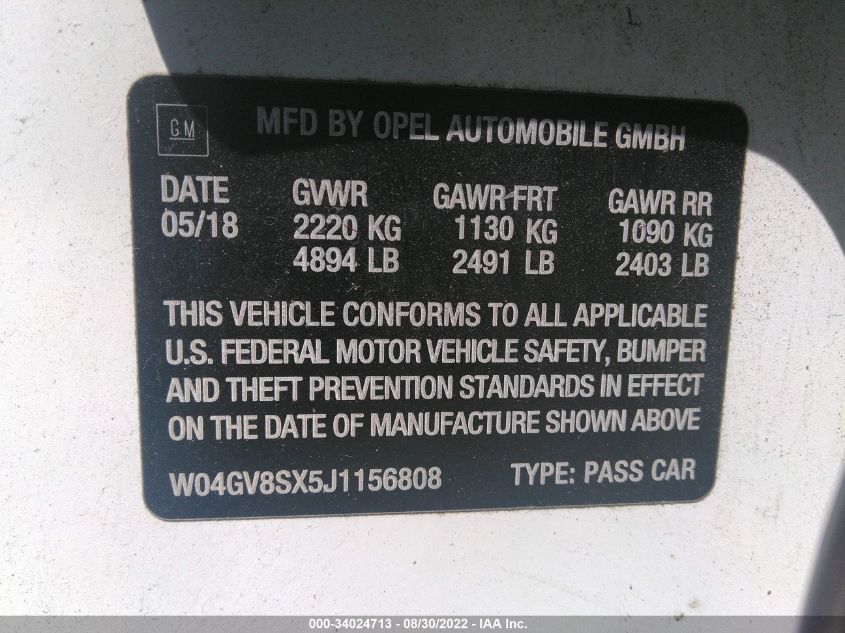 GM MFD BY OPEL AUTOMOBILE GMBH
DATE GVWR GAWR FRT GAWR RR
05/18 2220 KG 1130 KG 1090 KG
4894 LB 2491 LB 2403 LB
THIS VEHICLE CONFORMS TO ALL APPLICABLE
U.S. FEDERAL MOTOR VEHICLE SAFETY, BUMPER
AND THEFT PREVENTION STANDARDS IN EFFECT
ON THE DATE OF MANUFACTURE SHOWN ABOVE
W04GV8SX5J1156808 TYPE: PASS CAR
000-34024713 - 08/30/2022 - IAA Inc.